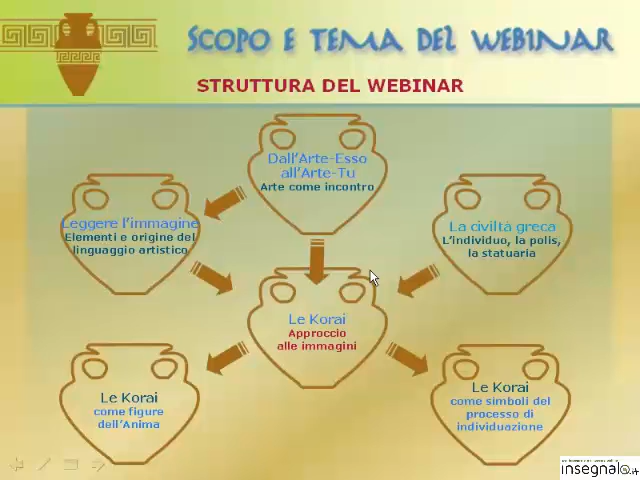 Scopo e tema del webinar
STRUTTURA DEL WEBINAR
Dall'Arte-Esso
all'Arte-Tu
Arte come incontro
Leggere l'immagine
Elementi e origine del
linguaggio artistico
La civiltà greca
L'individuo, la polis,
la statuaria
Le Korai
Approccio
alle immagini
Le Korai
come figure
dell'Anima
Le Korai
come simboli del
processo di
individuazione
insegnalo.it